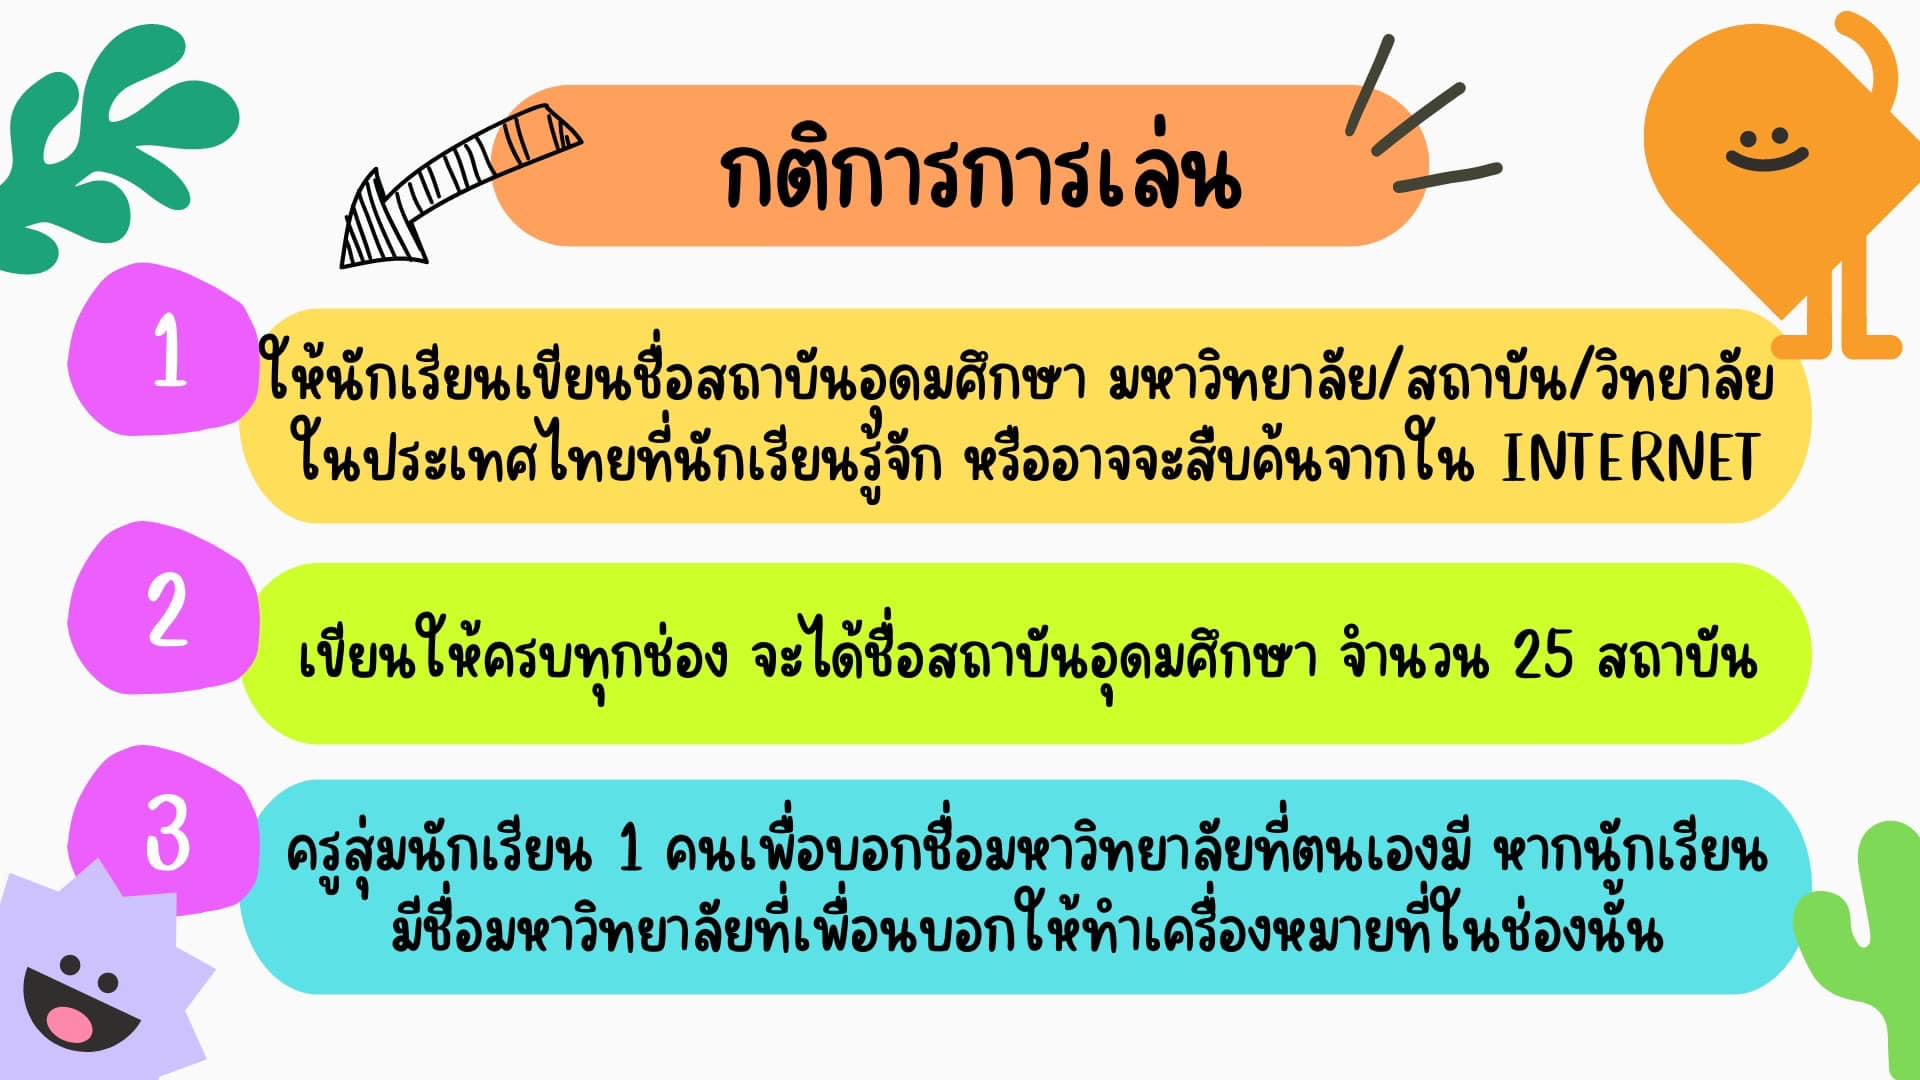 กติการการเล่น
1
ให้นักเรียนเขียนชื่อสถาบันอุดมศึกษา มหาวิทยาลัย/สถาบัน/วิทยาลัย
ในประเทศไทยที่นักเรียนรู้จัก หรืออาจจะสืบค้นจากใน INTERNET
2
เขียนให้ครบทุกช่อง จะได้ชื่อสถาบันอุดมศึกษา จำนวน 25 สถาบัน
3
ครูสุ่มนักเรียน 1 คนเพื่อบอกชื่อมหาวิทยาลัยที่ตนเองมี หากนักเรียน
มีชื่อมหาวิทยาลัยที่เพื่อนบอกให้ทำเครื่องหมายที่ในช่องนั้น